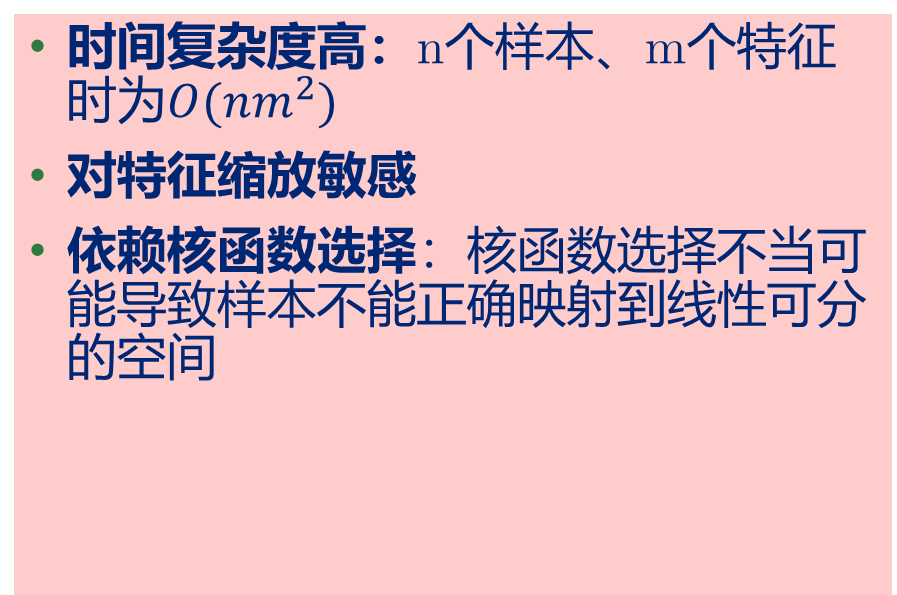 • 时间复杂度高：n个样本、m个特征
时为O(nm²)
• 对特征缩放敏感
• 依赖核函数选择：核函数选择不当可
能导致样本不能正确映射到线性可分
的空间